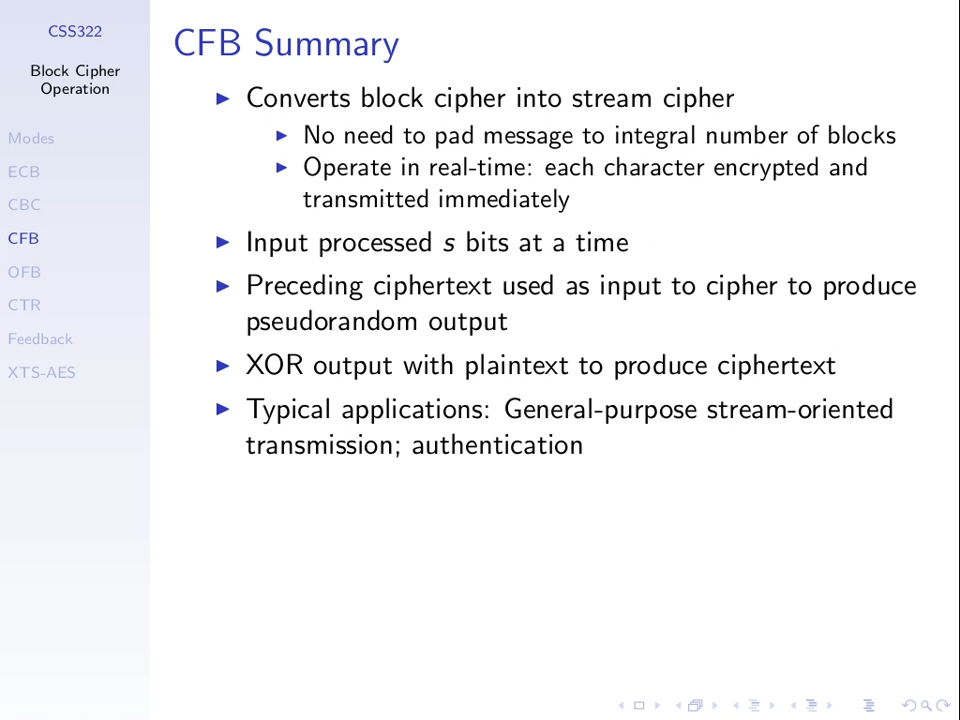 CSS322
Block Cipher
Operation
Modes
ECB
CBC
CFB
OFB
CTR
Feedback
XTS-AES
CFB Summary
Converts block cipher into stream cipher
No need to pad message to integral number of blocks
Operate in real-time: each character encrypted and
transmitted immediately
Input processed s bits at a time
Preceding ciphertext used as input to cipher to produce
pseudorandom output
XOR output with plaintext to produce ciphertext
Typical applications: General-purpose stream-oriented
transmission; authentication